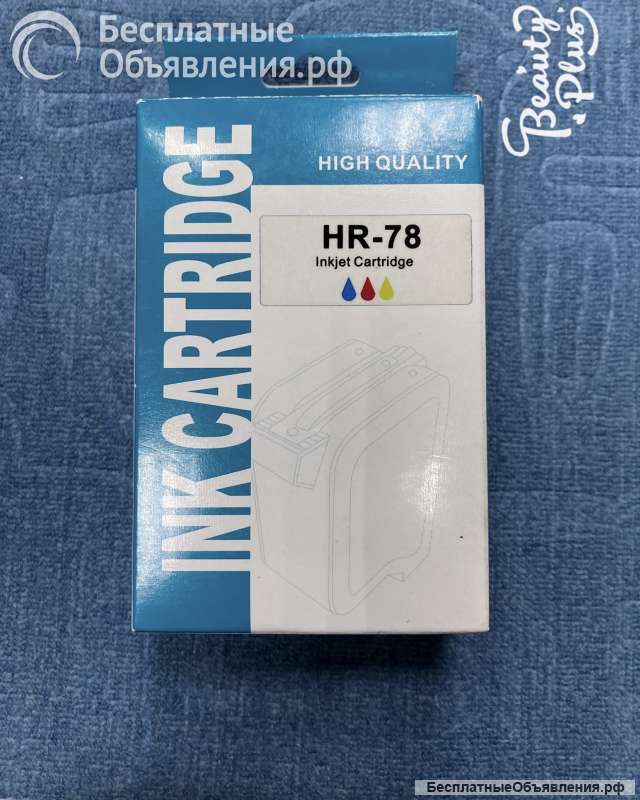 Бесплатные
Объявления.рф
Beauty
Plus
HIGH QUALITY
INK CARTRIDGE
HR-78
Inkjet Cartridge
БесплатныеОбъявления.рф